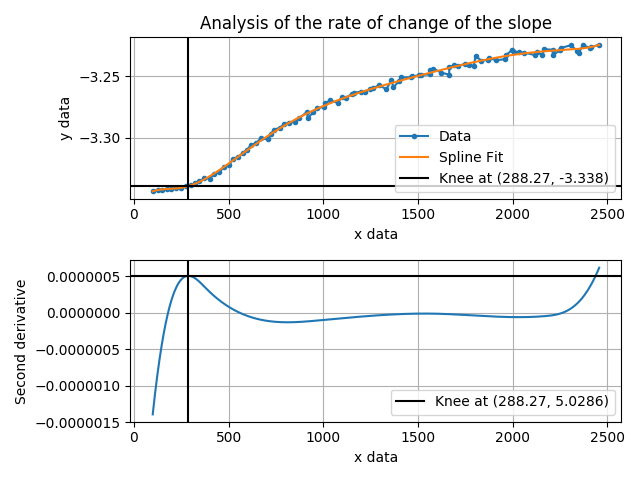 Analysis of the rate of change of the slope
y data
−3.25
−3.30
Data
Spline Fit
Knee at (288.27, -3.338)
0 500 1000 1500 2000 2500
x data
Second derivative
0.0000005
0.0000000
−0.0000005
−0.0000010
−0.0000015
Knee at (288.27, 5.0286)
0 500 1000 1500 2000 2500
x data